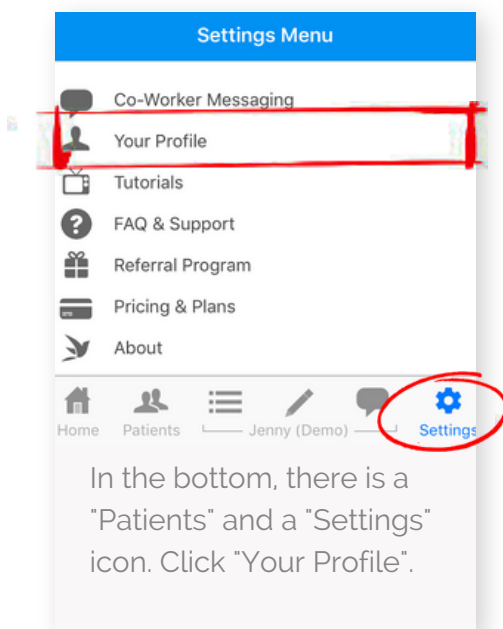 Settings Menu
Co-Worker Messaging
Your Profile
Tutorials
FAQ & Support
Referral Program
Pricing & Plans
About
Home Patients Jenny (Demo) Settings
In the bottom, there is a
"Patients" and a "Settings"
icon. Click "Your Profile".